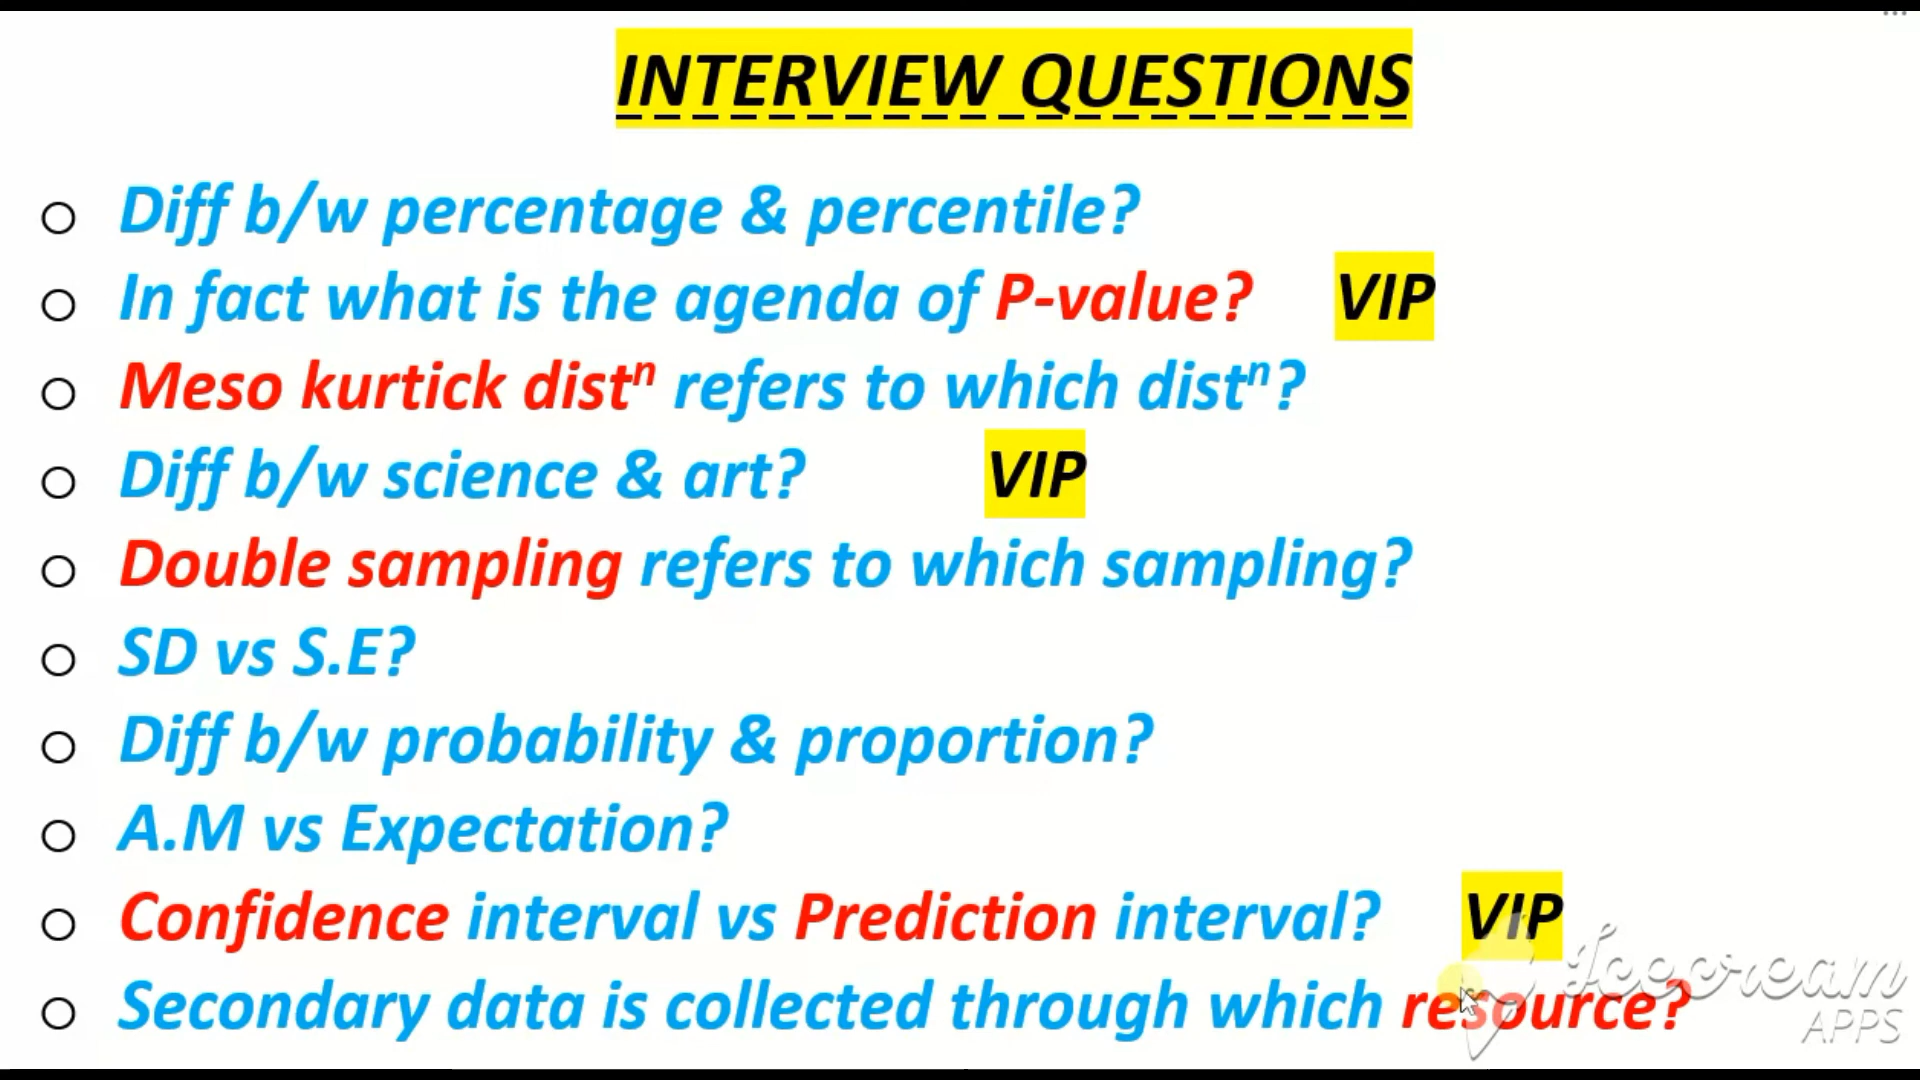 INTERVIEW QUESTIONS
Diff b/w percentage & percentile?
In fact what is the agenda of P-value? VIP
Meso kurtick distⁿ refers to which distⁿ?
Diff b/w science & art? VIP
Double sampling refers to which sampling?
SD vs S.E?
Diff b/w probability & proportion?
A.M vs Expectation?
Confidence interval vs Prediction interval? VIP
Secondary data is collected through which resource?
Icecream
APPS